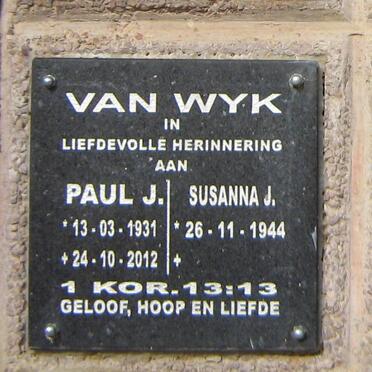 VAN WYK
IN
LIEFDEVOLLE HERINNERING
AAN
PAUL J. SUSANNA J.
* 13 - 03 - 1931 * 26 - 11 - 1944
+ 24 - 10 - 2012 +
1 KOR. 13:13
GELOOF, HOOP EN LIEFDE